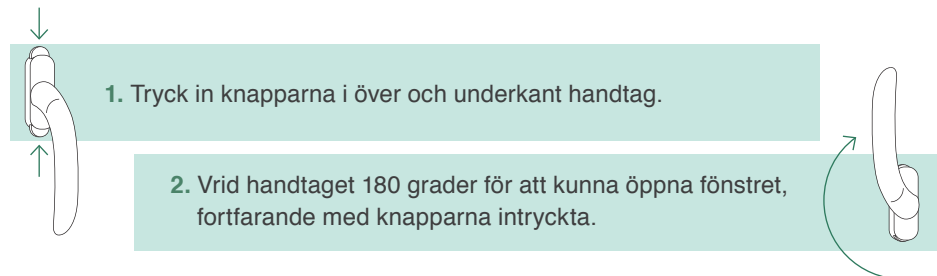 1. Tryck in knapparna i över och underkant handtag.
2. Vrid handtaget 180 grader för att kunna öppna fönstret,
fortfarande med knapparna intryckta.